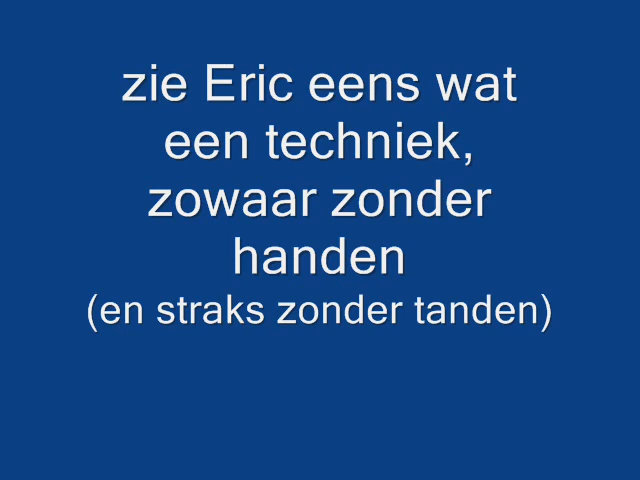 zie Eric eens wat
een techniek,
zowaar zonder
handen
(en straks zonder tanden)